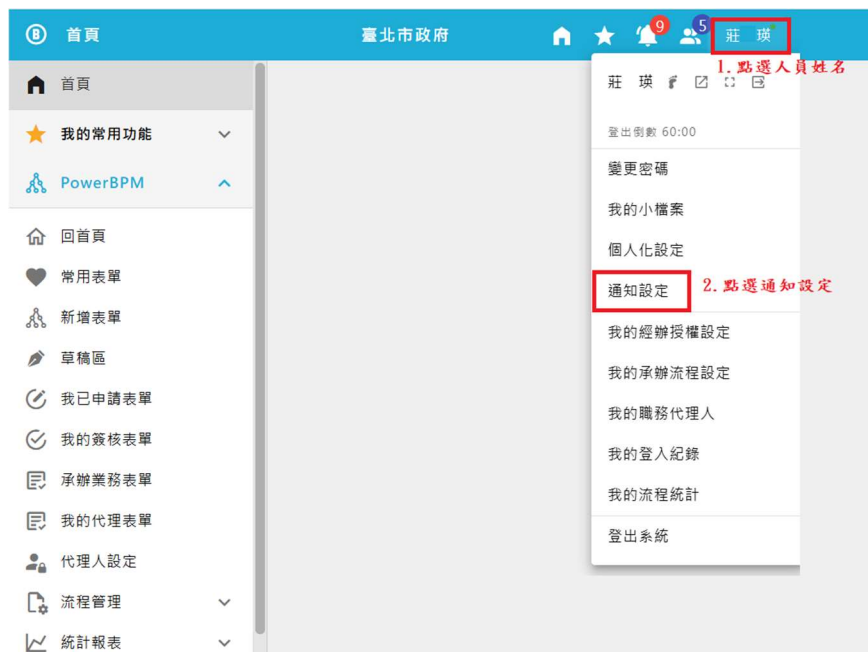 B 首頁 臺北市政府 9 5 莊 瑛
1.點選人員姓名
首頁
我的常用功能
PowerBPM
回首頁
常用表單
新增表單
草稿區
我已申請表單
我的簽核表單
承辦業務表單
我的代理表單
代理人設定
流程管理
統計報表
莊 瑛
登出倒數 60:00
變更密碼
我的小檔案
個人化設定
通知設定 2.點選通知設定
我的經辦授權設定
我的承辦流程設定
我的職務代理人
我的登入紀錄
我的流程統計
登出系統